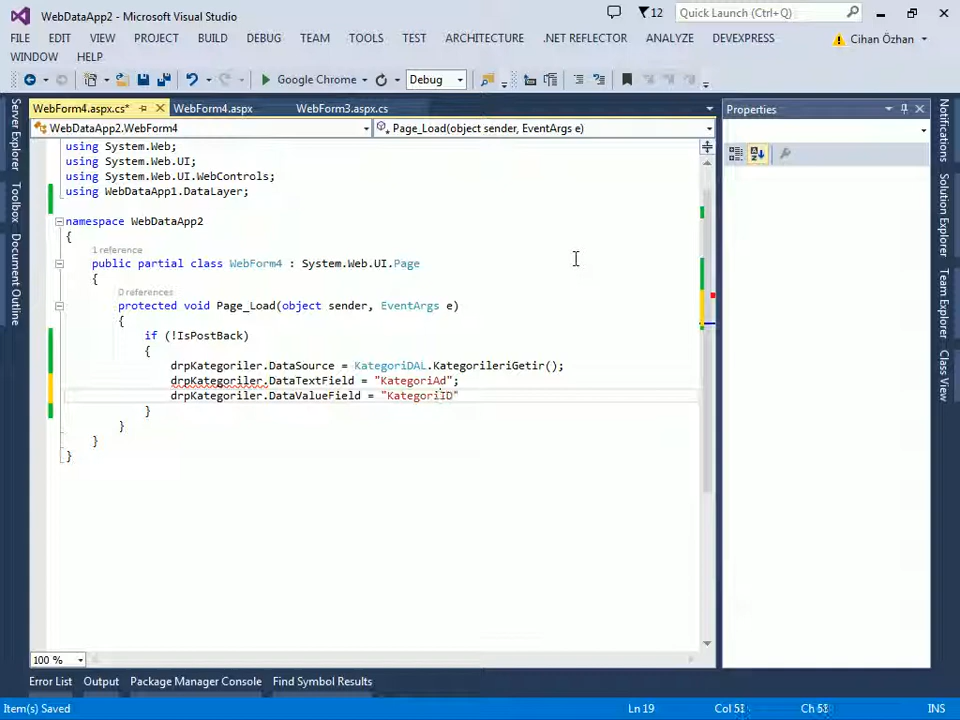 WebDataApp2 - Microsoft Visual Studio
12
Quick Launch (Ctrl+Q)
FILE EDIT VIEW PROJECT BUILD DEBUG TEAM TOOLS TEST ARCHITECTURE .NET REFLECTOR ANALYZE DEVEXPRESS
Cihan Özhan
WINDOW HELP
Google Chrome
Debug
Server Explorer
Toolbox
Document Outline
WebForm4.aspx.cs* WebForm4.aspx WebForm3.aspx.cs
WebDataApp2.WebForm4
Page_Load(object sender, EventArgs e)
using System.Web;
using System.Web.UI;
using System.Web.UI.WebControls;
using WebDataApp1.DataLayer;
namespace WebDataApp2
{
1 reference
public partial class WebForm4 : System.Web.UI.Page
{
0 references
protected void Page_Load(object sender, EventArgs e)
{
if (!IsPostBack)
{
drpKategoriler.DataSource = KategoriDAL.KategorileriGetir();
drpKategoriler.DataTextField = "KategoriAd";
drpKategoriler.DataValueField = "KategoriID"
}
}
}
}
100 %
Properties
Notifications
Solution Explorer
Team Explorer
Class View
Error List Output Package Manager Console Find Symbol Results
Item(s) Saved
Ln 19
Col 51
INS